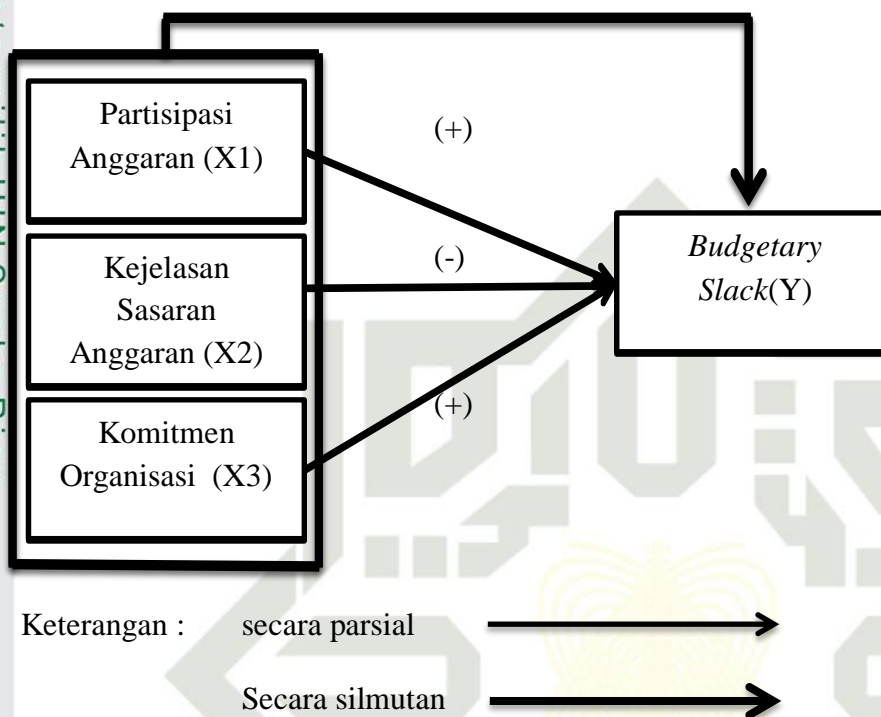 Partisipasi
Anggaran (X1)
(+)
Kejelasan
Sasaran
Anggaran (X2)
(-)
Budgetary
Slack(Y)
Komitmen
Organisasi (X3)
(+)
Keterangan : secara parsial
Secara silmutan